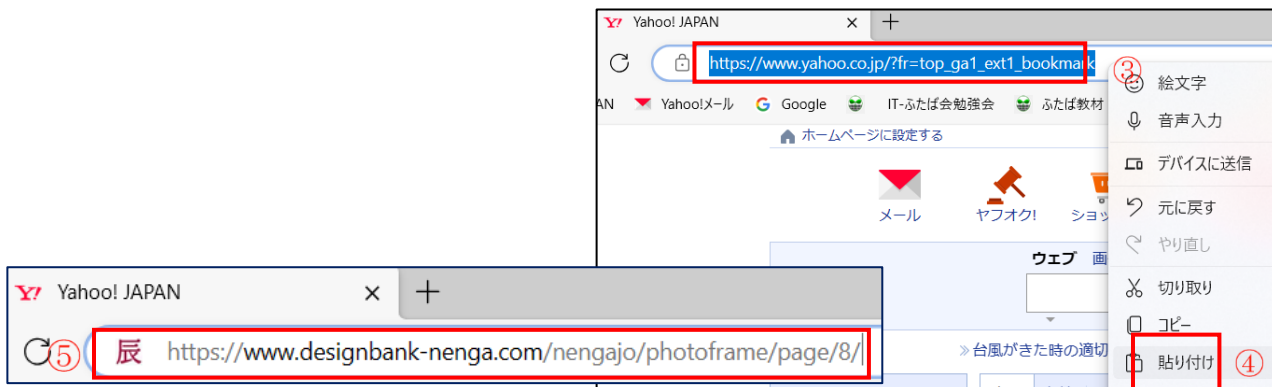 Yahoo! JAPAN
https://www.yahoo.co.jp/?fr=top_ga1_ext1_bookmark
③
Yahoo!メール Google IT-ふたば会勉強会 ふたば教材
ホームページに設定する
メール ヤフオク!
ウェブ
»台風がきた時の適切
絵文字
音声入力
デバイスに送信
元に戻す
やり直し
切り取り
コピー
貼り付け ④
Yahoo! JAPAN
⑤ 辰 https://www.designbank-nenga.com/nengajo/photoframe/page/8/